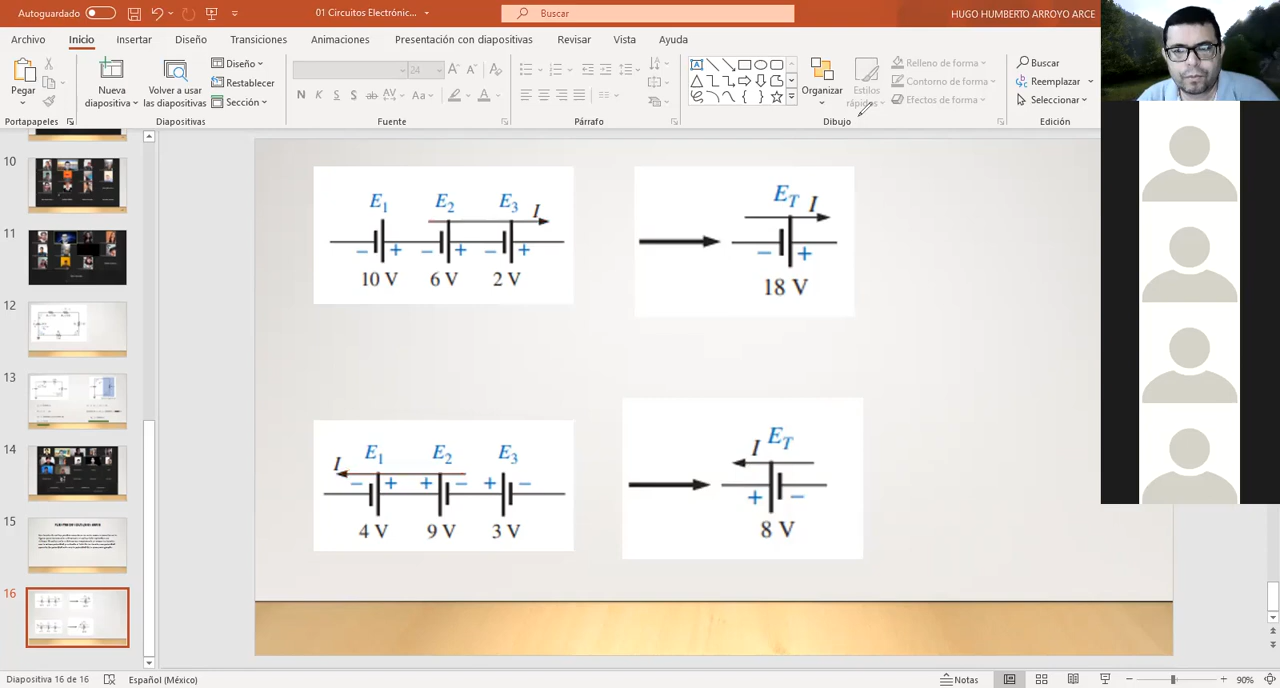 Autoguardado
01 Circuitos Electrónic...
Buscar
HUGO HUMBERTO ARROYO ARCE
Archivo Inicio Insertar Diseño Transiciones Animaciones Presentación con diapositivas Revisar Vista Ayuda
Pegar
Nueva diapositiva
Volver a usar las diapositivas
Diseño
Restablecer
Sección
24
N K S S ab AV Aa A
Organizar
Estilos rápidos
Relleno de forma
Contorno de forma
Efectos de forma
Buscar
Reemplazar
Seleccionar
Portapapeles Diapositivas Fuente Párrafo Dibujo Edición
10
11
12
13
14
15
16
E1 E2 E3 I
− + − + − +
10 V 6 V 2 V
ET I
− +
18 V
I E1 E2 E3
− + + − + −
4 V 9 V 3 V
I ET
+ −
8 V
Diapositiva 16 de 16 Español (México) Notas 90%